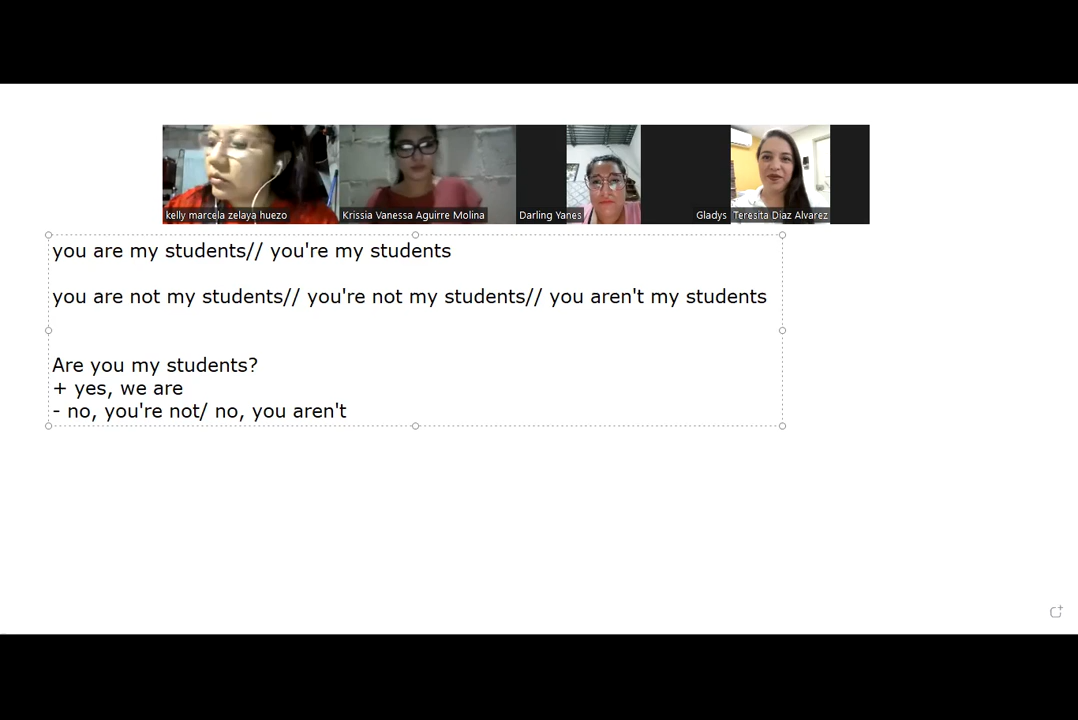 kelly marcela zelaya huezo
Krissia Vanessa Aguirre Molina
Darling Yanes
Gladys
Teresita Díaz Alvarez
you are my students// you're my students
you are not my students// you're not my students// you aren't my students
Are you my students?
+ yes, we are
- no, you're not/ no, you aren't